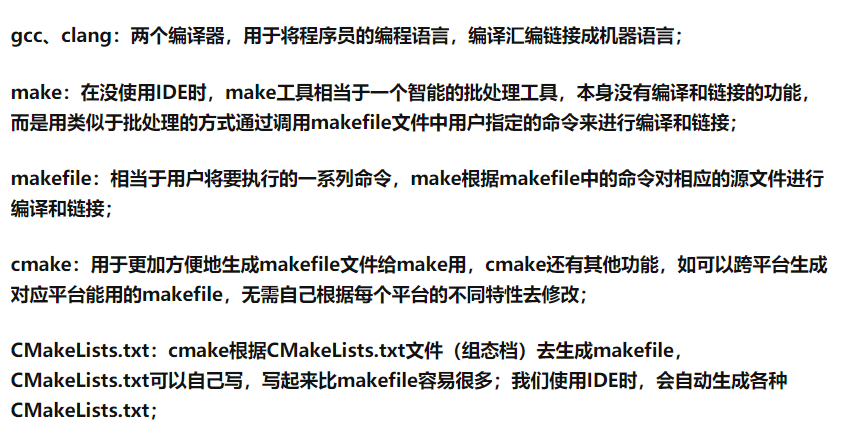 gcc、clang：两个编译器，用于将程序员的编程语言，编译汇编链接成机器语言；
make：在没使用IDE时，make工具相当于一个智能的批处理工具，本身没有编译和链接的功能，
而是用类似于批处理的方式通过调用makefile文件中用户指定的命令来进行编译和链接；
makefile：相当于用户将要执行的一系列命令，make根据makefile中的命令对相应的源文件进行
编译和链接；
cmake：用于更加方便地生成makefile文件给make用，cmake还有其他功能，如可以跨平台生成
对应平台能用的makefile，无需自己根据每个平台的不同特性去修改；
CMakeLists.txt：cmake根据CMakeLists.txt文件（组态档）去生成makefile，
CMakeLists.txt可以自己写，写起来比makefile容易很多；我们使用IDE时，会自动生成各种
CMakeLists.txt；